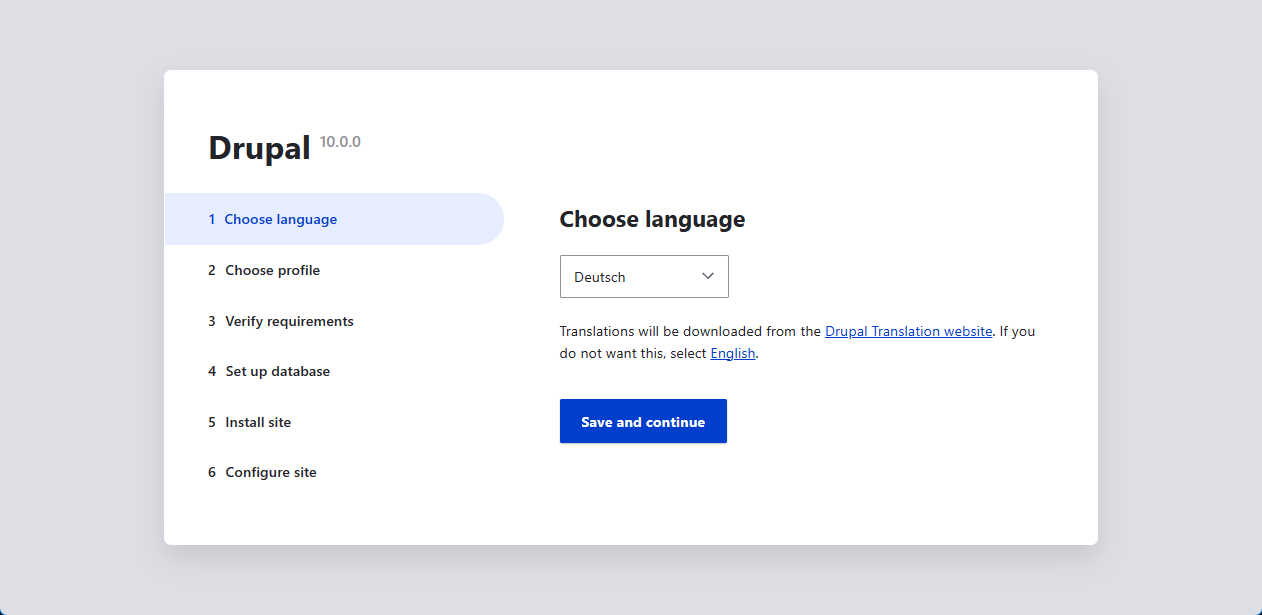 Drupal 10.0.0
1 Choose language
2 Choose profile
3 Verify requirements
4 Set up database
5 Install site
6 Configure site
Choose language
Deutsch
Translations will be downloaded from the Drupal Translation website. If you
do not want this, select English.
Save and continue